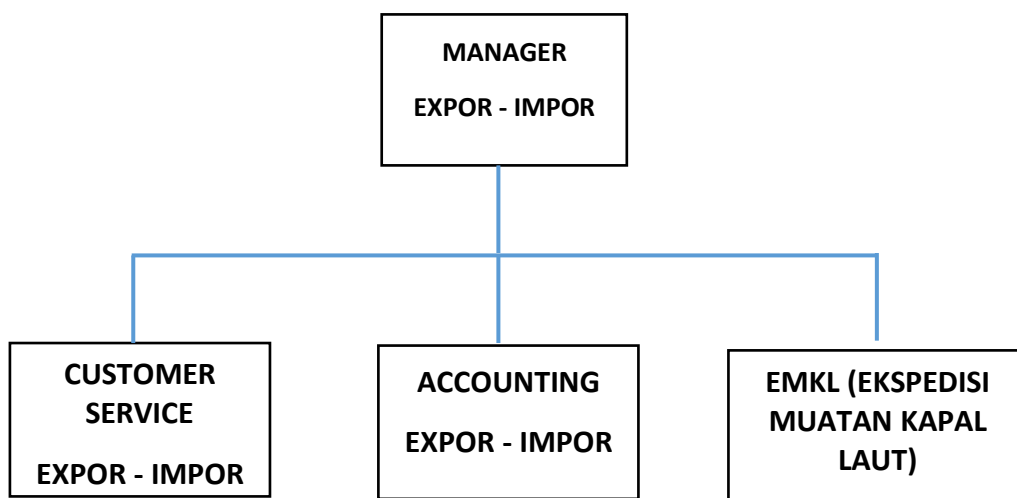 MANAGER
EXPOR - IMPOR
CUSTOMER
SERVICE
EXPOR - IMPOR
ACCOUNTING
EXPOR - IMPOR
EMKL (EKSPEDISI
MUATAN KAPAL
LAUT)